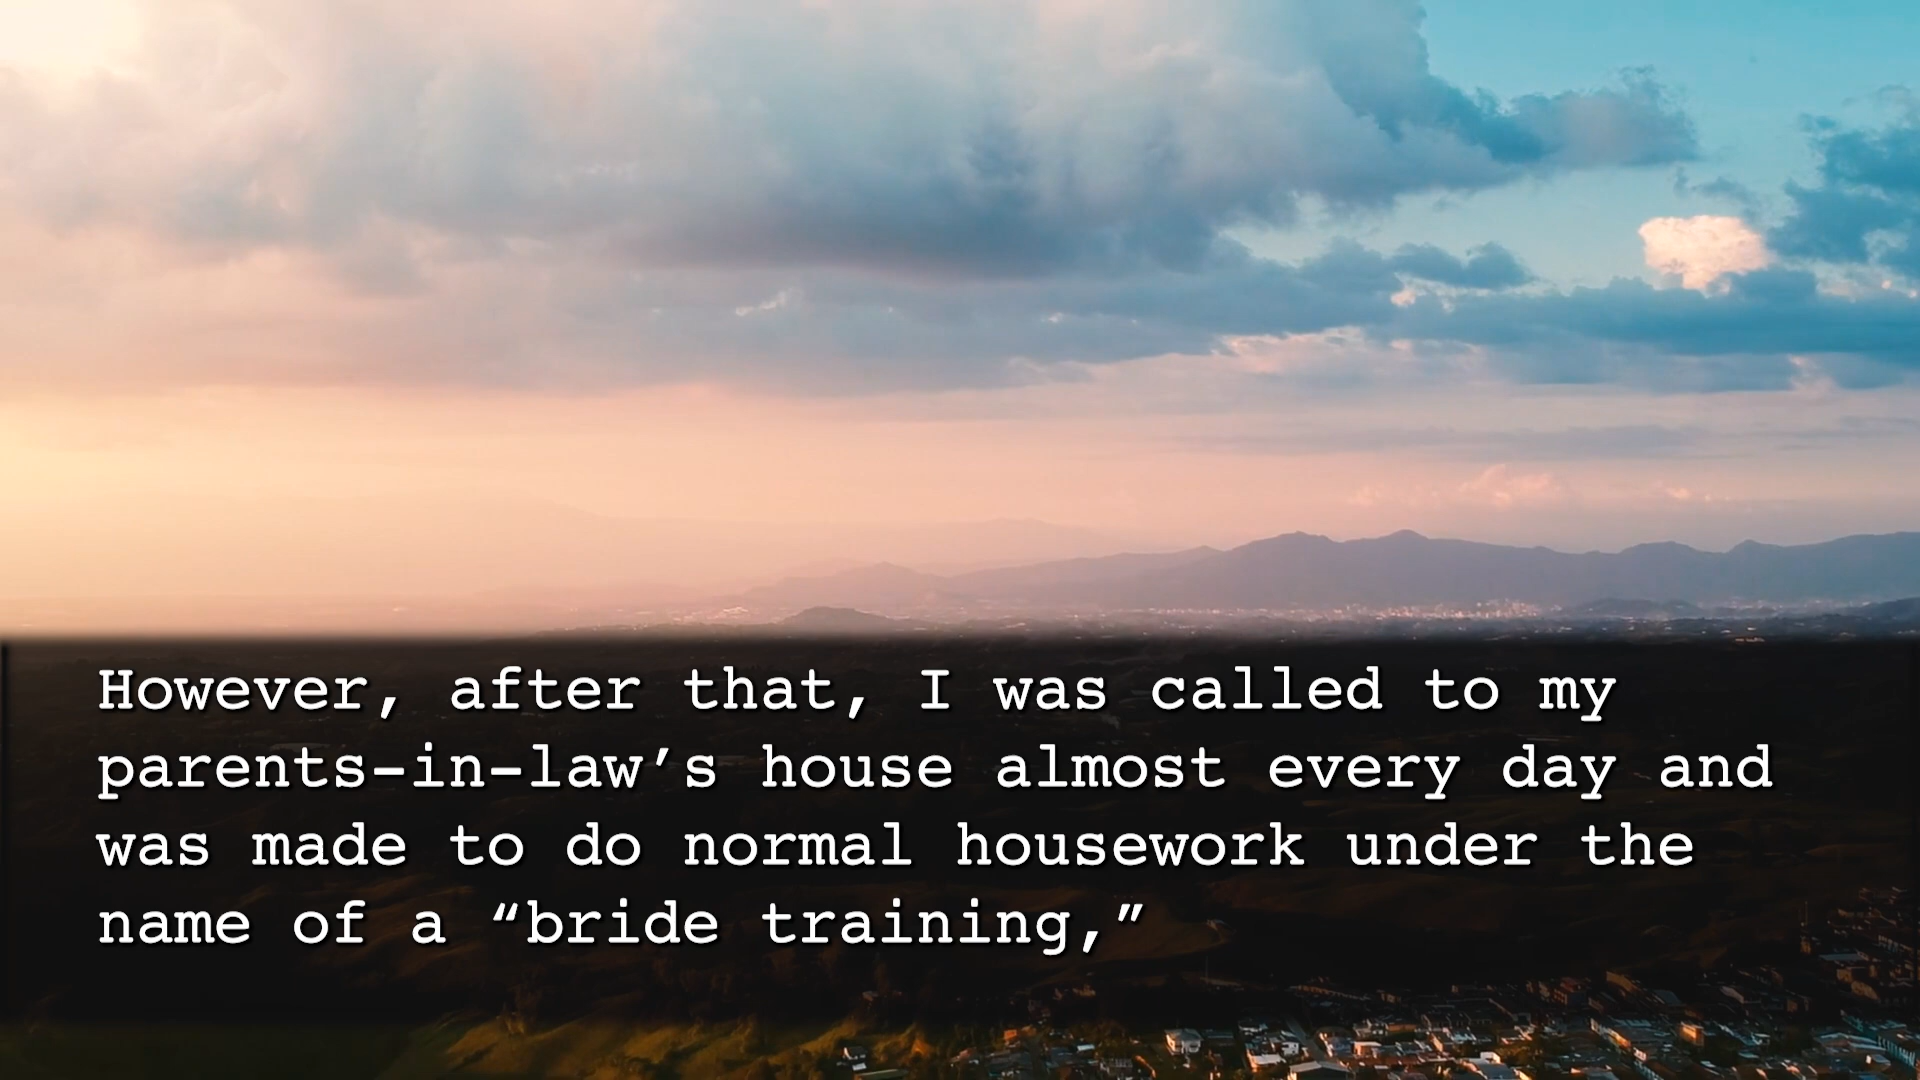 However, after that, I was called to my
parents-in-law’s house almost every day and
was made to do normal housework under the
name of a “bride training,”